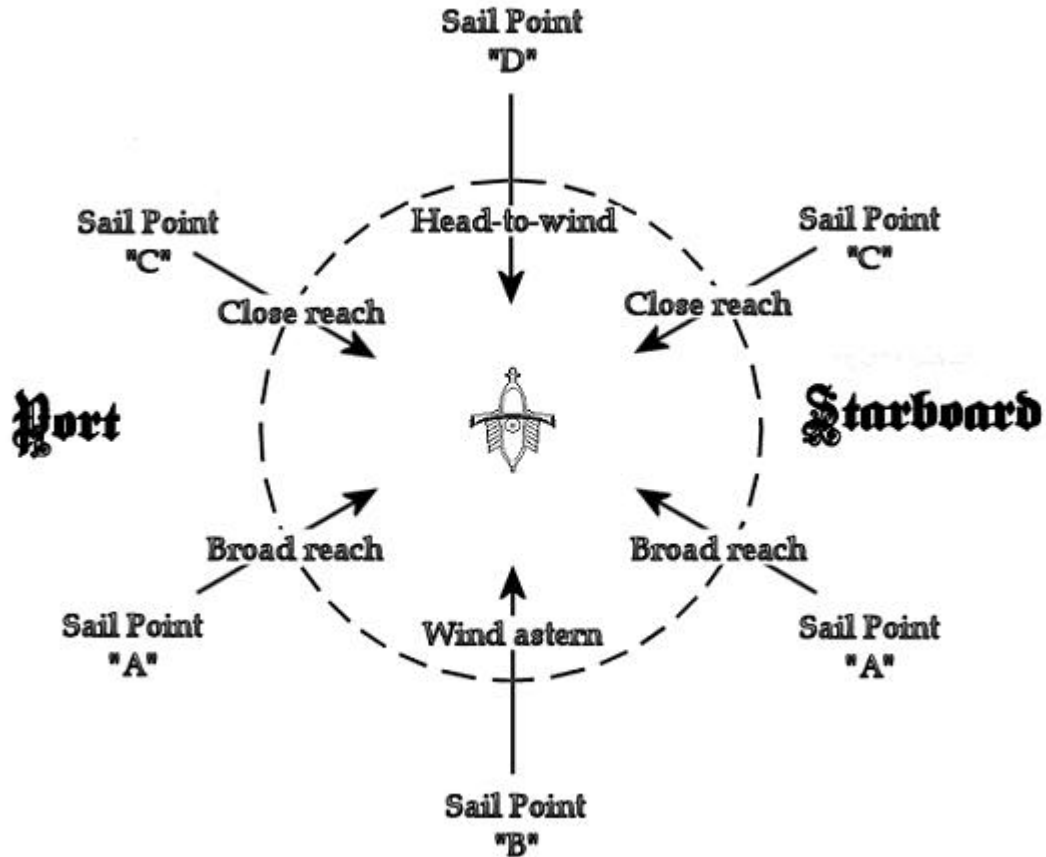 Sail Point
"D"
Head-to-wind
Sail Point
"C"
Close reach
Sail Point
"C"
Close reach
Port
Starboard
Broad reach
Sail Point
"A"
Broad reach
Sail Point
"A"
Wind astern
Sail Point
"B"